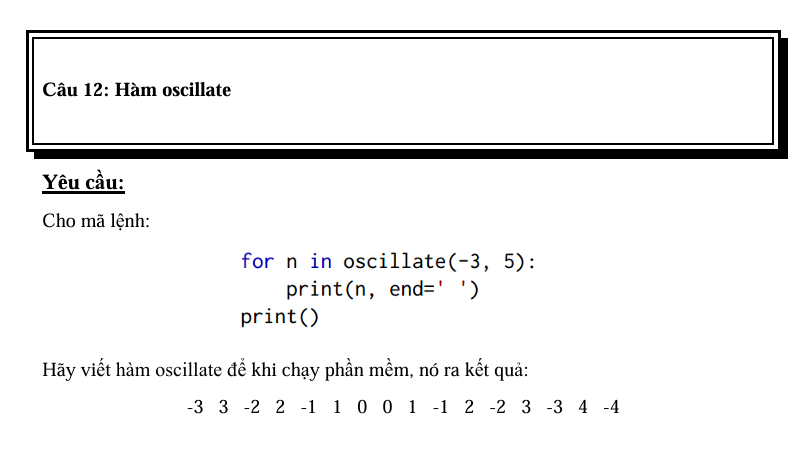 Câu 12: Hàm oscillate
Yêu cầu:
Cho mã lệnh:
for n in oscillate(-3, 5):
    print(n, end=' ')
print()
Hãy viết hàm oscillate để khi chạy phần mềm, nó ra kết quả:
-3 3 -2 2 -1 1 0 0 1 -1 2 -2 3 -3 4 -4